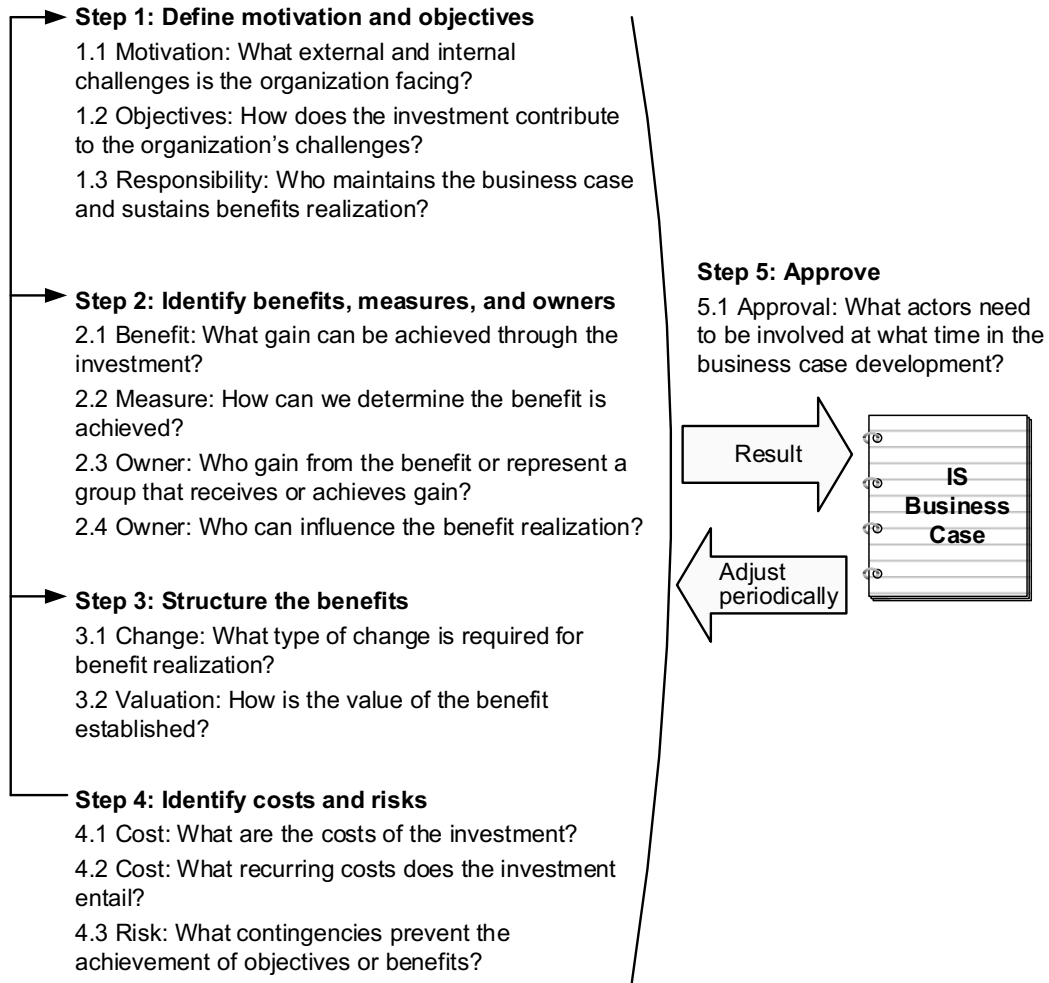 Step 1: Define motivation and objectives
1.1 Motivation: What external and internal
challenges is the organization facing?
1.2 Objectives: How does the investment contribute
to the organization's challenges?
1.3 Responsibility: Who maintains the business case
and sustains benefits realization?
Step 2: Identify benefits, measures, and owners
2.1 Benefit: What gain can be achieved through the
investment?
2.2 Measure: How can we determine the benefit is
achieved?
2.3 Owner: Who gain from the benefit or represent a
group that receives or achieves gain?
2.4 Owner: Who can influence the benefit realization?
Step 3: Structure the benefits
3.1 Change: What type of change is required for
benefit realization?
3.2 Valuation: How is the value of the benefit
established?
Step 4: Identify costs and risks
4.1 Cost: What are the costs of the investment?
4.2 Cost: What recurring costs does the investment
entail?
4.3 Risk: What contingencies prevent the
achievement of objectives or benefits?
Step 5: Approve
5.1 Approval: What actors need
to be involved at what time in the
business case development?
Result
Adjust
periodically
IS
Business
Case